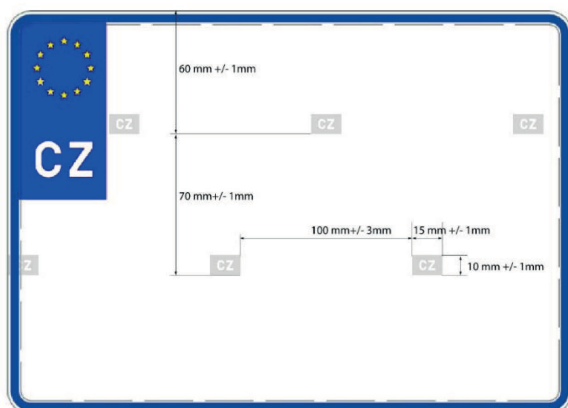 60 mm +/- 1mm
CZ CZ CZ
CZ
70 mm+/- 1mm
100 mm+/- 3mm 15 mm +/- 1mm
CZ CZ CZ 10 mm +/- 1mm